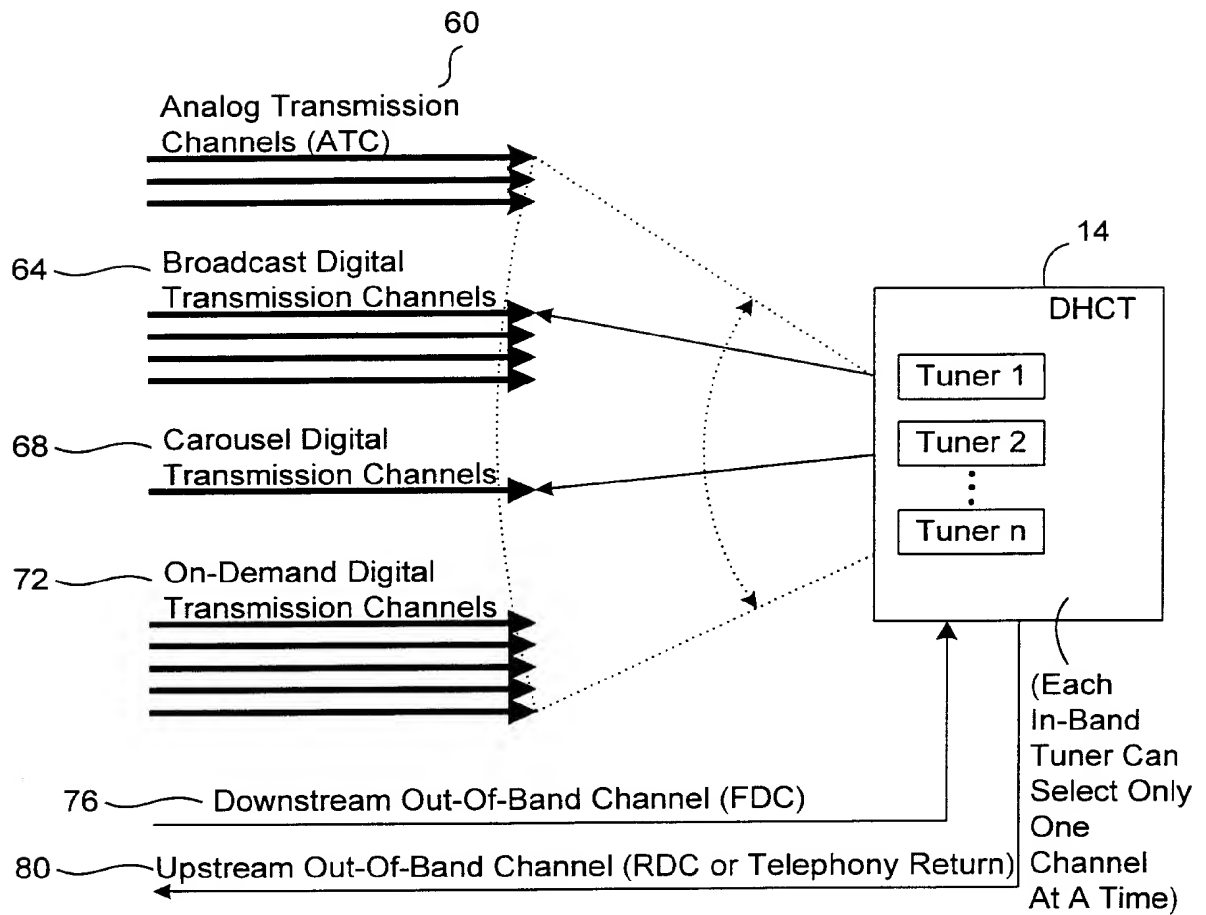 60
Analog Transmission
Channels (ATC)
64
Broadcast Digital
Transmission Channels
14
DHCT
Tuner 1
68
Carousel Digital
Transmission Channels
Tuner 2
Tuner n
72
On-Demand Digital
Transmission Channels
(Each
In-Band
Tuner Can
Select Only
One
Channel
At A Time)
76
Downstream Out-Of-Band Channel (FDC)
80
Upstream Out-Of-Band Channel (RDC or Telephony Return)